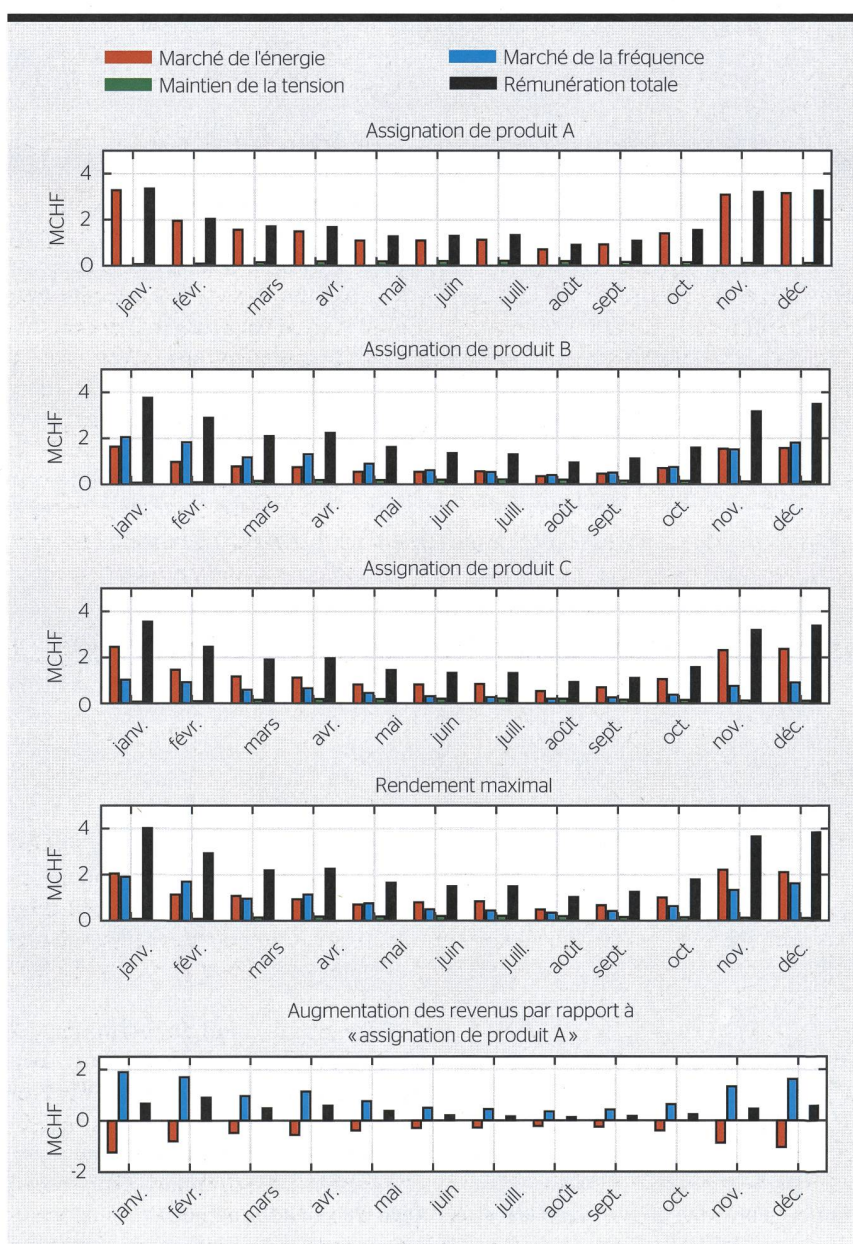 Marché de l'énergie Marché de la fréquence
Maintien de la tension Rémunération totale
Assignation de produit A
4
MCHF
2
0
janv. févr. mars avr. mai juin juill. août sept. oct. nov. déc.
Assignation de produit B
4
MCHF
2
0
janv. févr. mars avr. mai juin juill. août sept. oct. nov. déc.
Assignation de produit C
4
MCHF
2
0
janv. févr. mars avr. mai juin juill. août sept. oct. nov. déc.
Rendement maximal
4
MCHF
2
0
janv. févr. mars avr. mai juin juill. août sept. oct. nov. déc.
Augmentation des revenus par rapport à
«assignation de produit A»
2
MCHF
0
-2
janv. févr. mars avr. mai juin juill. août sept. oct. nov. déc.